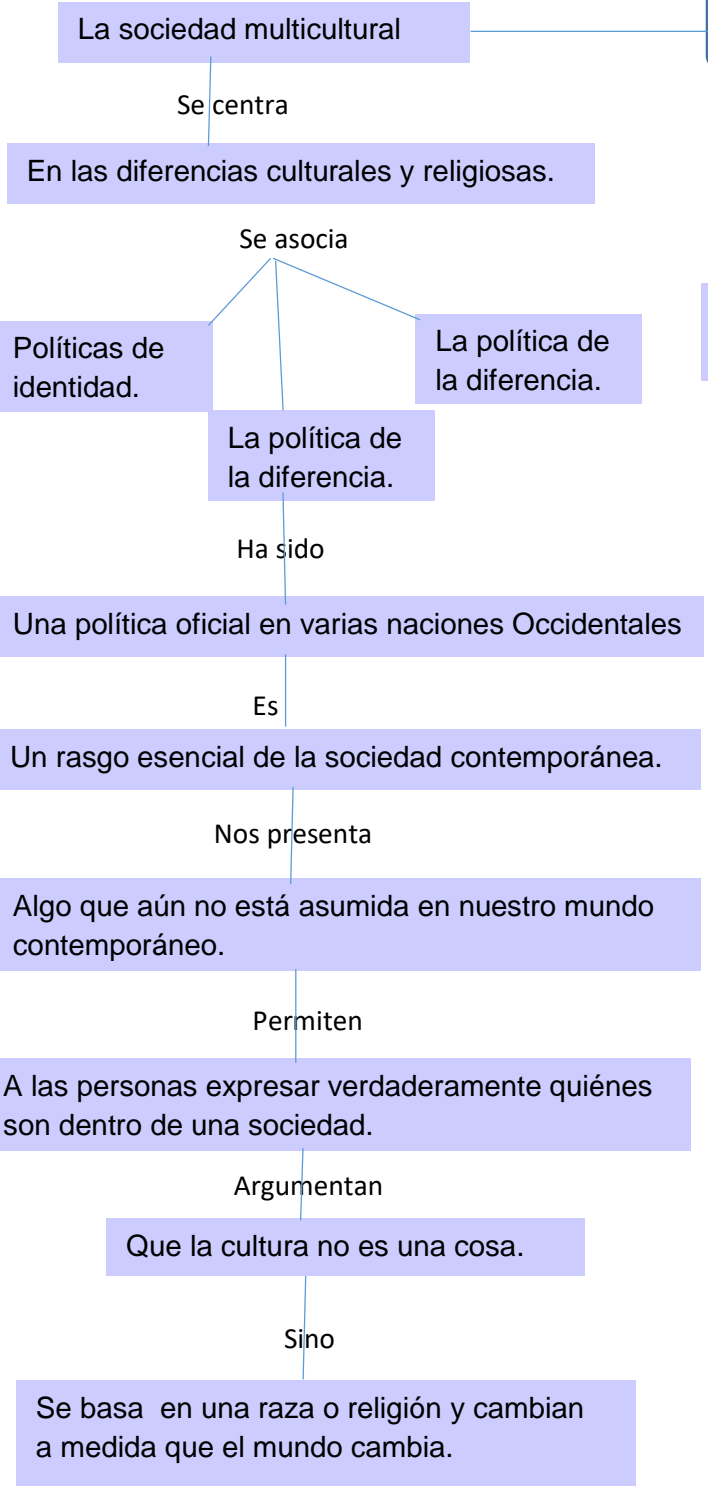 La sociedad multicultural
Se centra
En las diferencias culturales y religiosas.
Se asocia
Políticas de
identidad.
La política de
la diferencia.
La política de
la diferencia.
Ha sido
Una política oficial en varias naciones Occidentales
Es
Un rasgo esencial de la sociedad contemporánea.
Nos presenta
Algo que aún no está asumida en nuestro mundo
contemporáneo.
Permiten
A las personas expresar verdaderamente quiénes
son dentro de una sociedad.
Argumentan
Que la cultura no es una cosa.
Sino
Se basa  en una raza o religión y cambian
a medida que el mundo cambia.